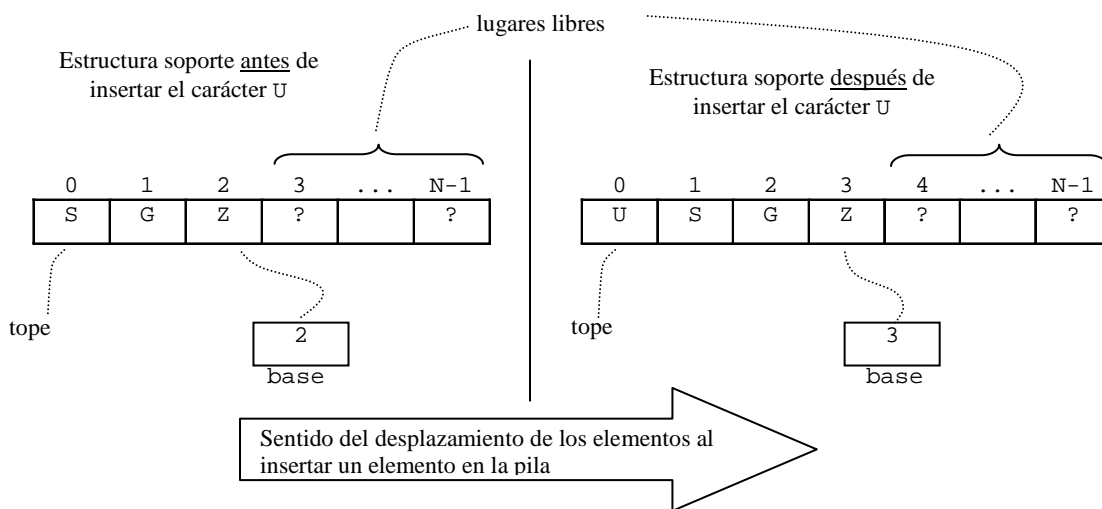 lugares libres
Estructura soporte antes de
insertar el carácter U
Estructura soporte después de
insertar el carácter U
0 1 2 3 ... N-1
S G Z ? ?
tope
2
base
0 1 2 3 4 ... N-1
U S G Z ? ?
tope
3
base
Sentido del desplazamiento de los elementos al
insertar un elemento en la pila